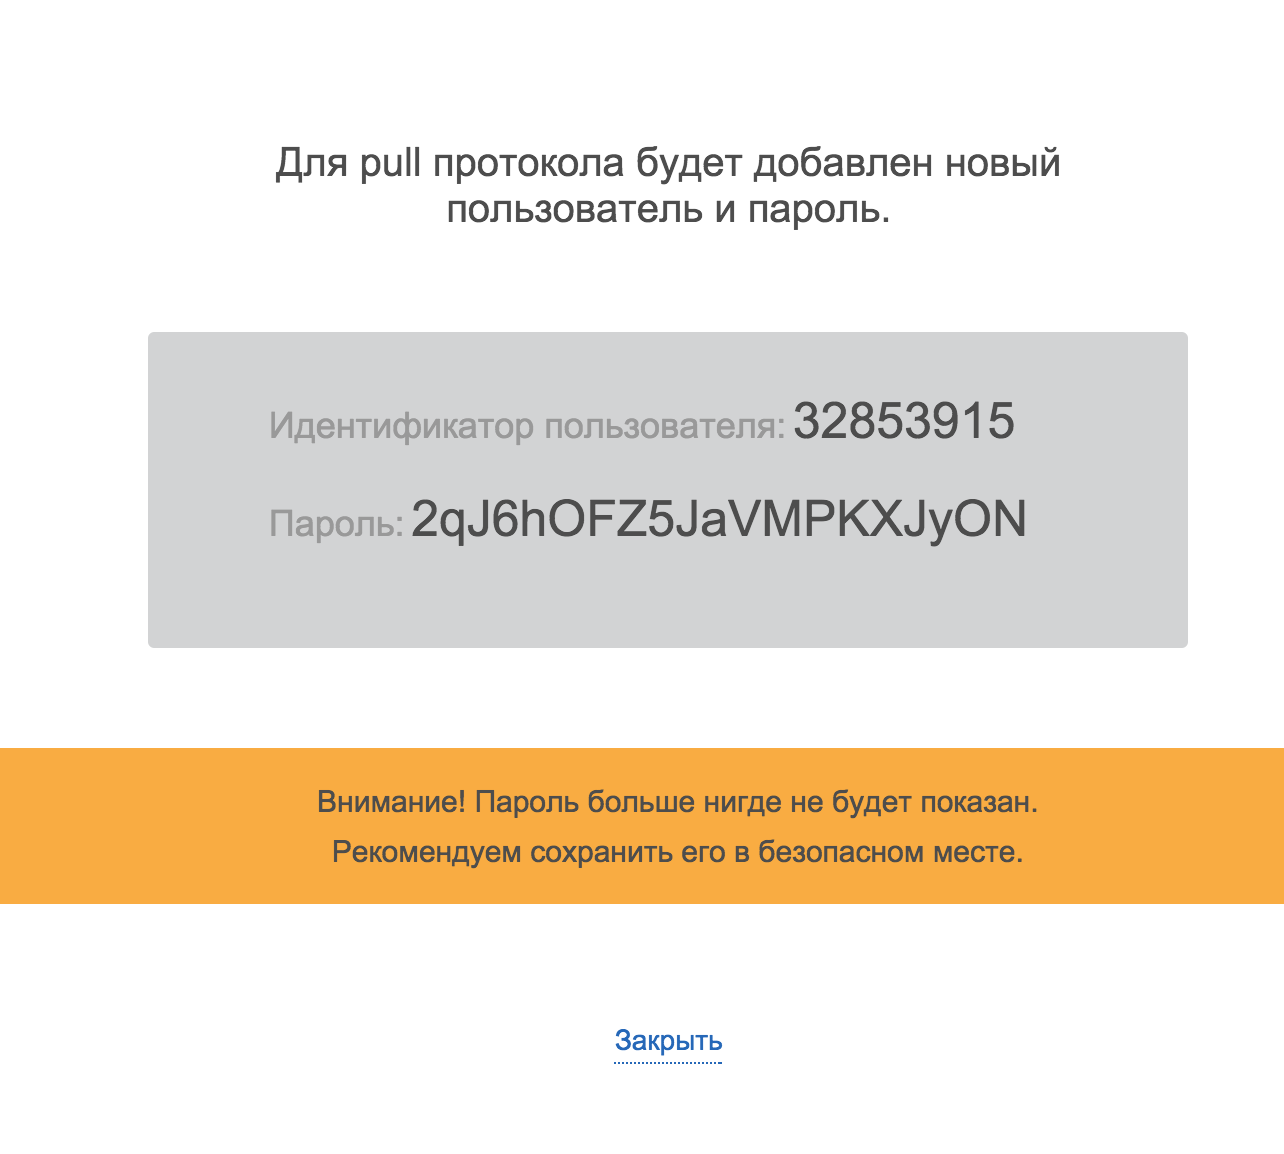 Для pull протокола будет добавлен новый
пользователь и пароль.
Идентификатор пользователя: 32853915
Пароль: 2qJ6hOFZ5JaVMPKXJyON
Внимание! Пароль больше нигде не будет показан.
Рекомендуем сохранить его в безопасном месте.
Закрыть